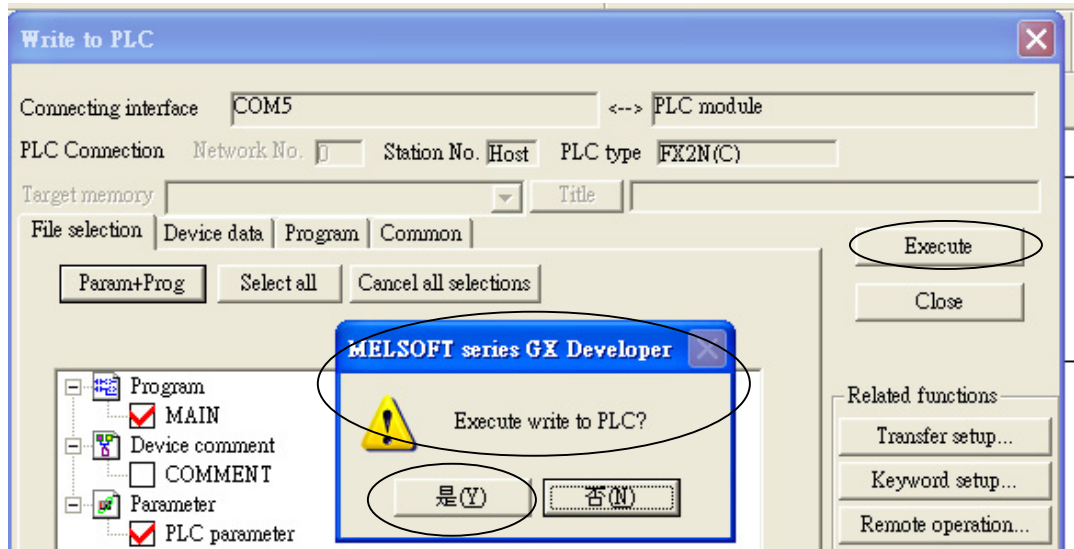 Write to PLC
Connecting interface COM5 <--> PLC module
PLC Connection Network No. 0 Station No. Host PLC type FX2N(C)
Target memory Title
File selection Device data Program Common
Execute
Param+Prog Select all Cancel all selections
Close
MELSOFT series GX Developer
Program
MAIN
Related functions
Execute write to PLC?
Transfer setup...
Device comment
COMMENT
Keyword setup...
是(Y) 否(N)
Parameter
Remote operation...
PLC parameter